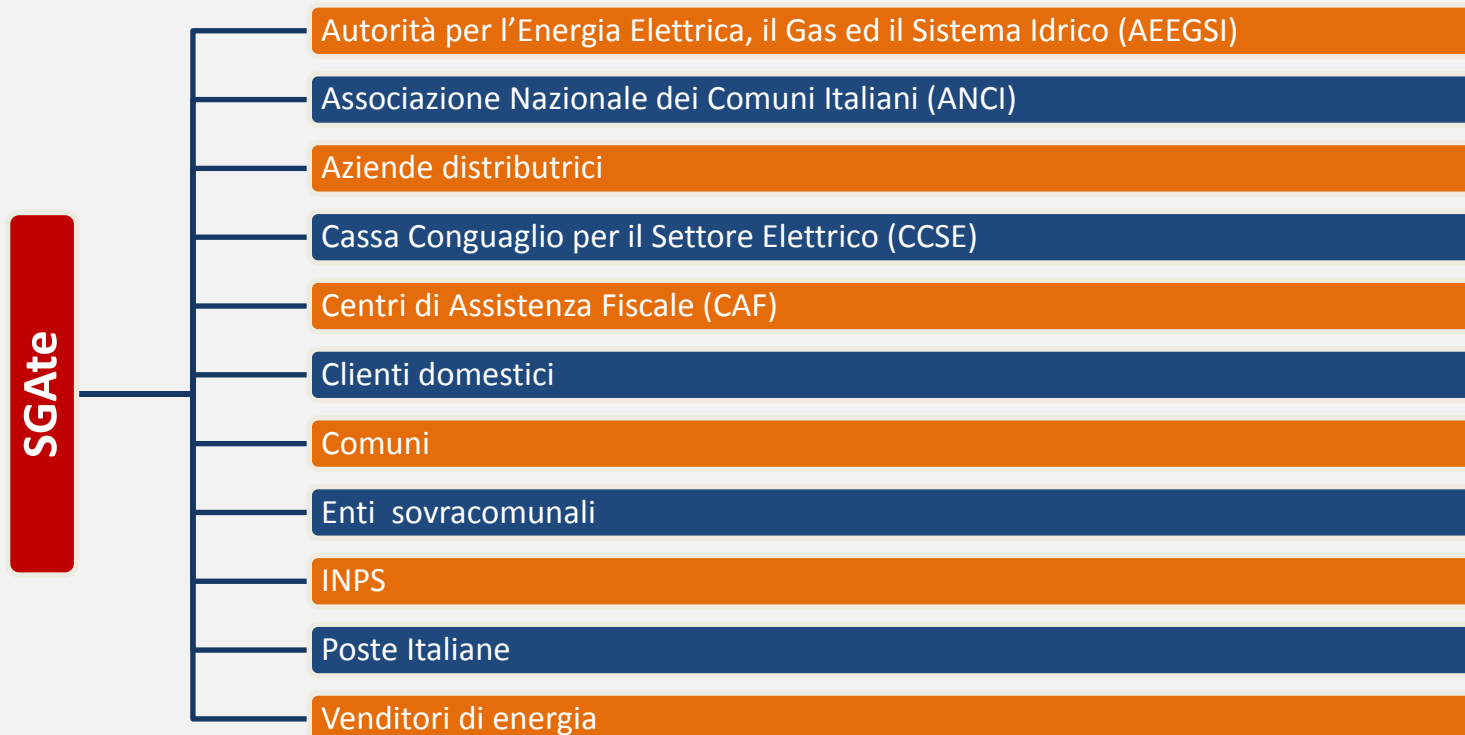 SGAte
Autorità per l’Energia Elettrica, il Gas ed il Sistema Idrico (AEEGSI)
Associazione Nazionale dei Comuni Italiani (ANCI)
Aziende distributrici
Cassa Conguaglio per il Settore Elettrico (CCSE)
Centri di Assistenza Fiscale (CAF)
Clienti domestici
Comuni
Enti  sovracomunali
INPS
Poste Italiane
Venditori di energia